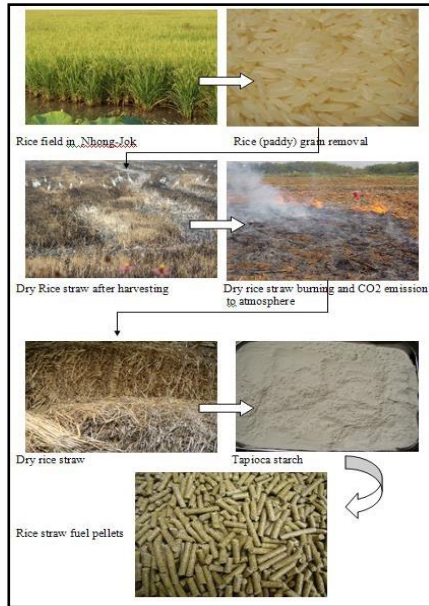 Rice field in Nhong-Jok
Rice (paddy) grain removal
Dry Rice straw after harvesting
Dry rice straw burning and CO2 emission
to atmosphere
Dry rice straw
Tapioca starch
Rice straw fuel pellets